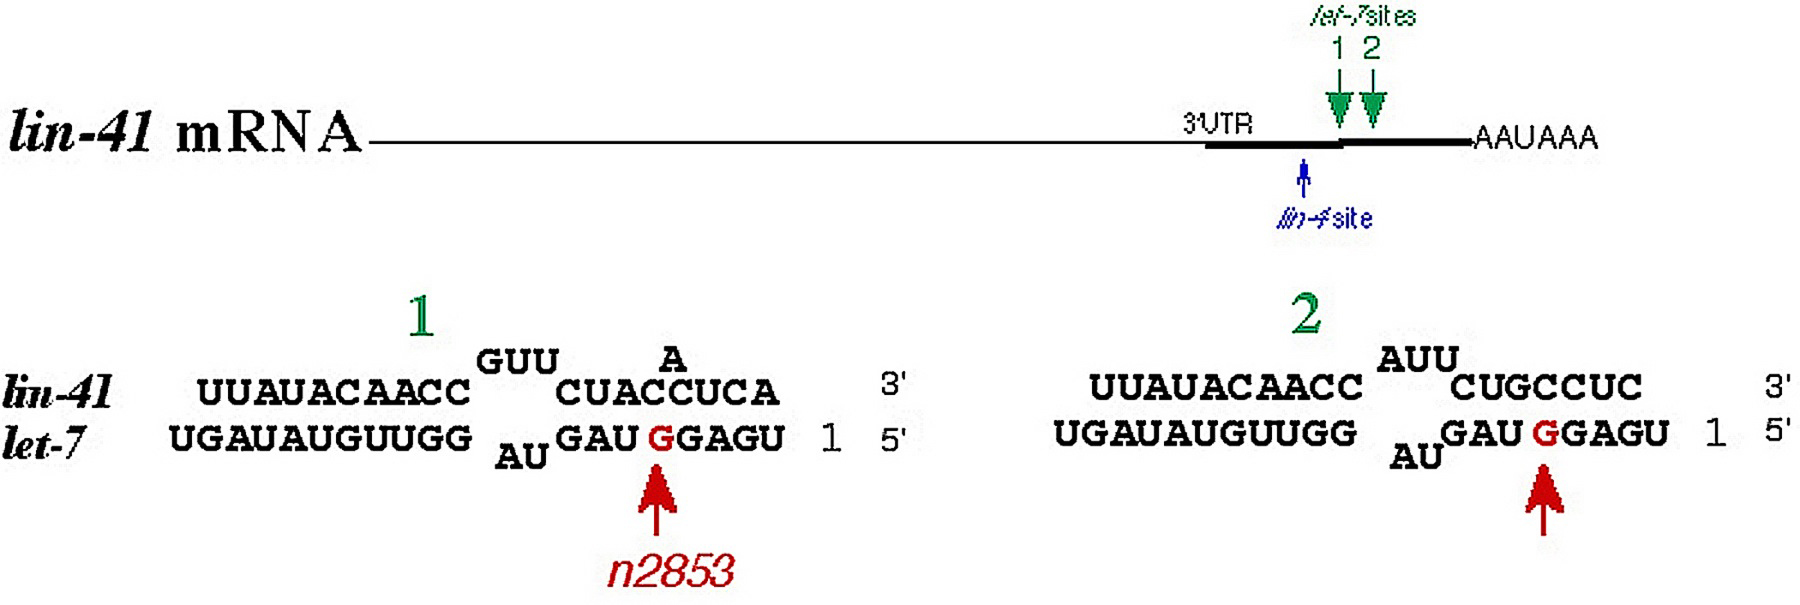 let-7 sites
1 2
lin-41 mRNA 3'UTR AAUAAA
lin-4 site
1 2
GUU A AUU
lin-41 UUAUACAACC CUACCUCA 3' UUAUACAACC CUGCCUC 3'
let-7 UGAUAUGUUGG GAU GGAGU 1 5' UGAUAUGUUGG GAU GGAGU 1 5'
AU AU
n2853